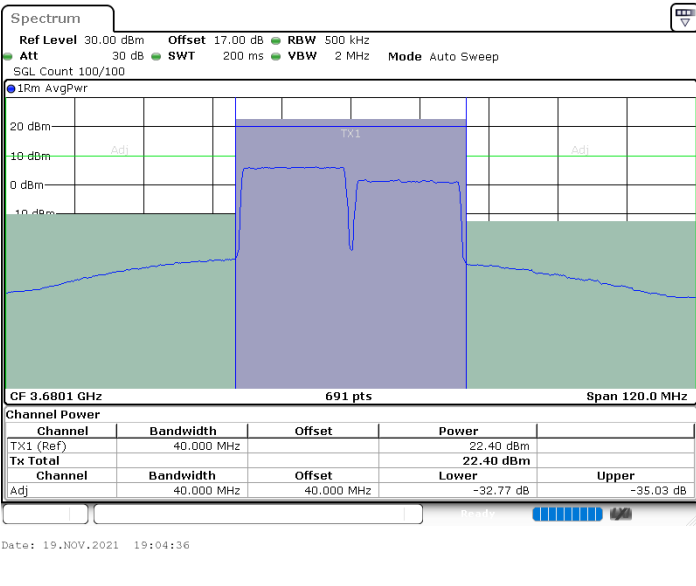 Spectrum
Ref Level 30.00 dBm Offset 17.00 dB RBW 500 kHz
Att 30 dB SWT 200 ms VBW 2 MHz Mode Auto Sweep
SGL Count 100/100
1Rm AvgPwr
20 dBm
TX1
Adj Adj
10 dBm
0 dBm
-10 dBm
CF 3.6801 GHz 691 pts Span 120.0 MHz
Channel Power
Channel Bandwidth Offset Power
TX1 (Ref) 40.000 MHz 22.40 dBm
Tx Total 22.40 dBm
Channel Bandwidth Offset Lower Upper
Adj 40.000 MHz 40.000 MHz -32.77 dB -35.03 dB
Ready
Date: 19.NOV.2021 19:04:36